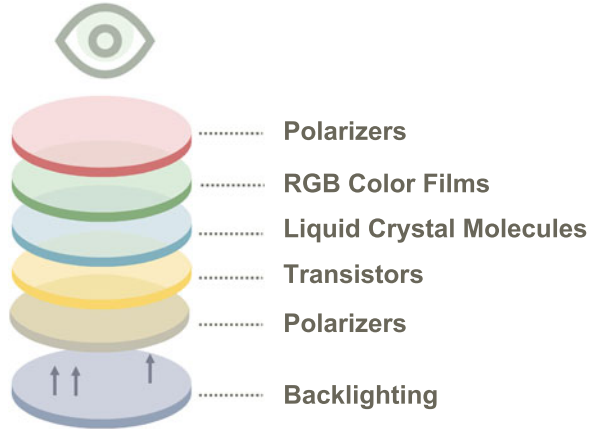 Polarizers
RGB Color Films
Liquid Crystal Molecules
Transistors
Polarizers
Backlighting